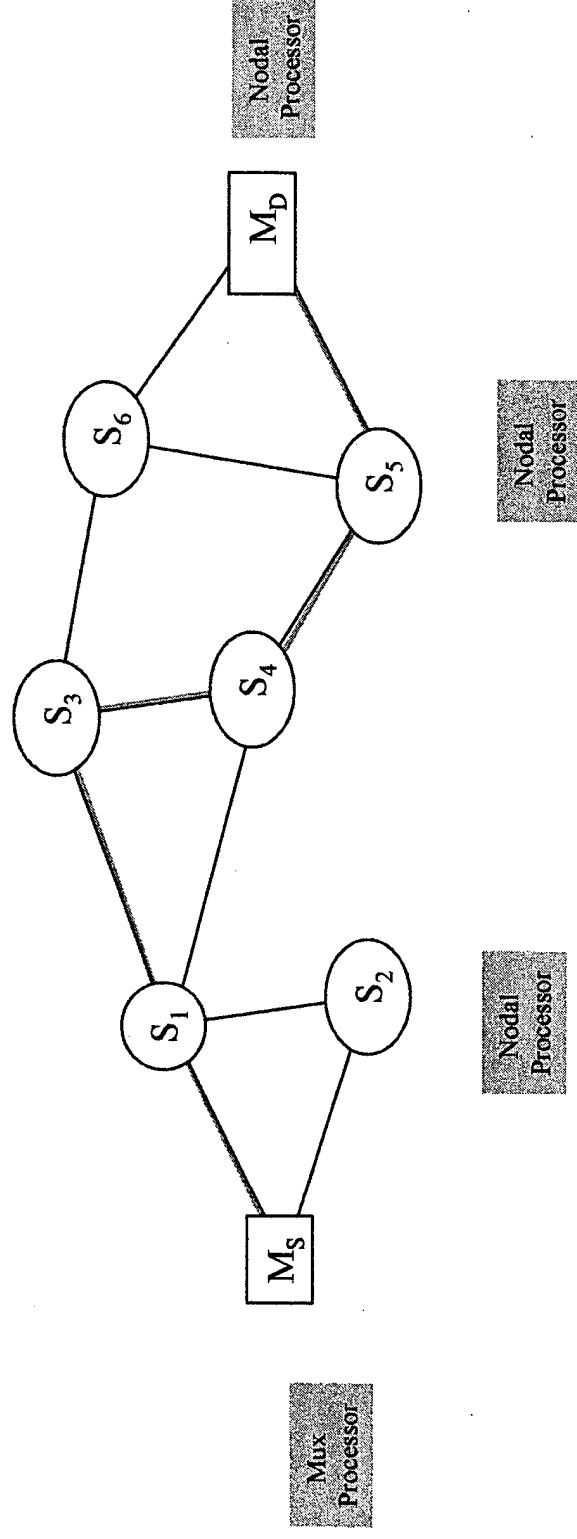 Mux
Processor
M_S
S_1
S_2
Nodal
Processor
S_3
S_4
S_6
S_5
Nodal
Processor
M_D
Nodal
Processor